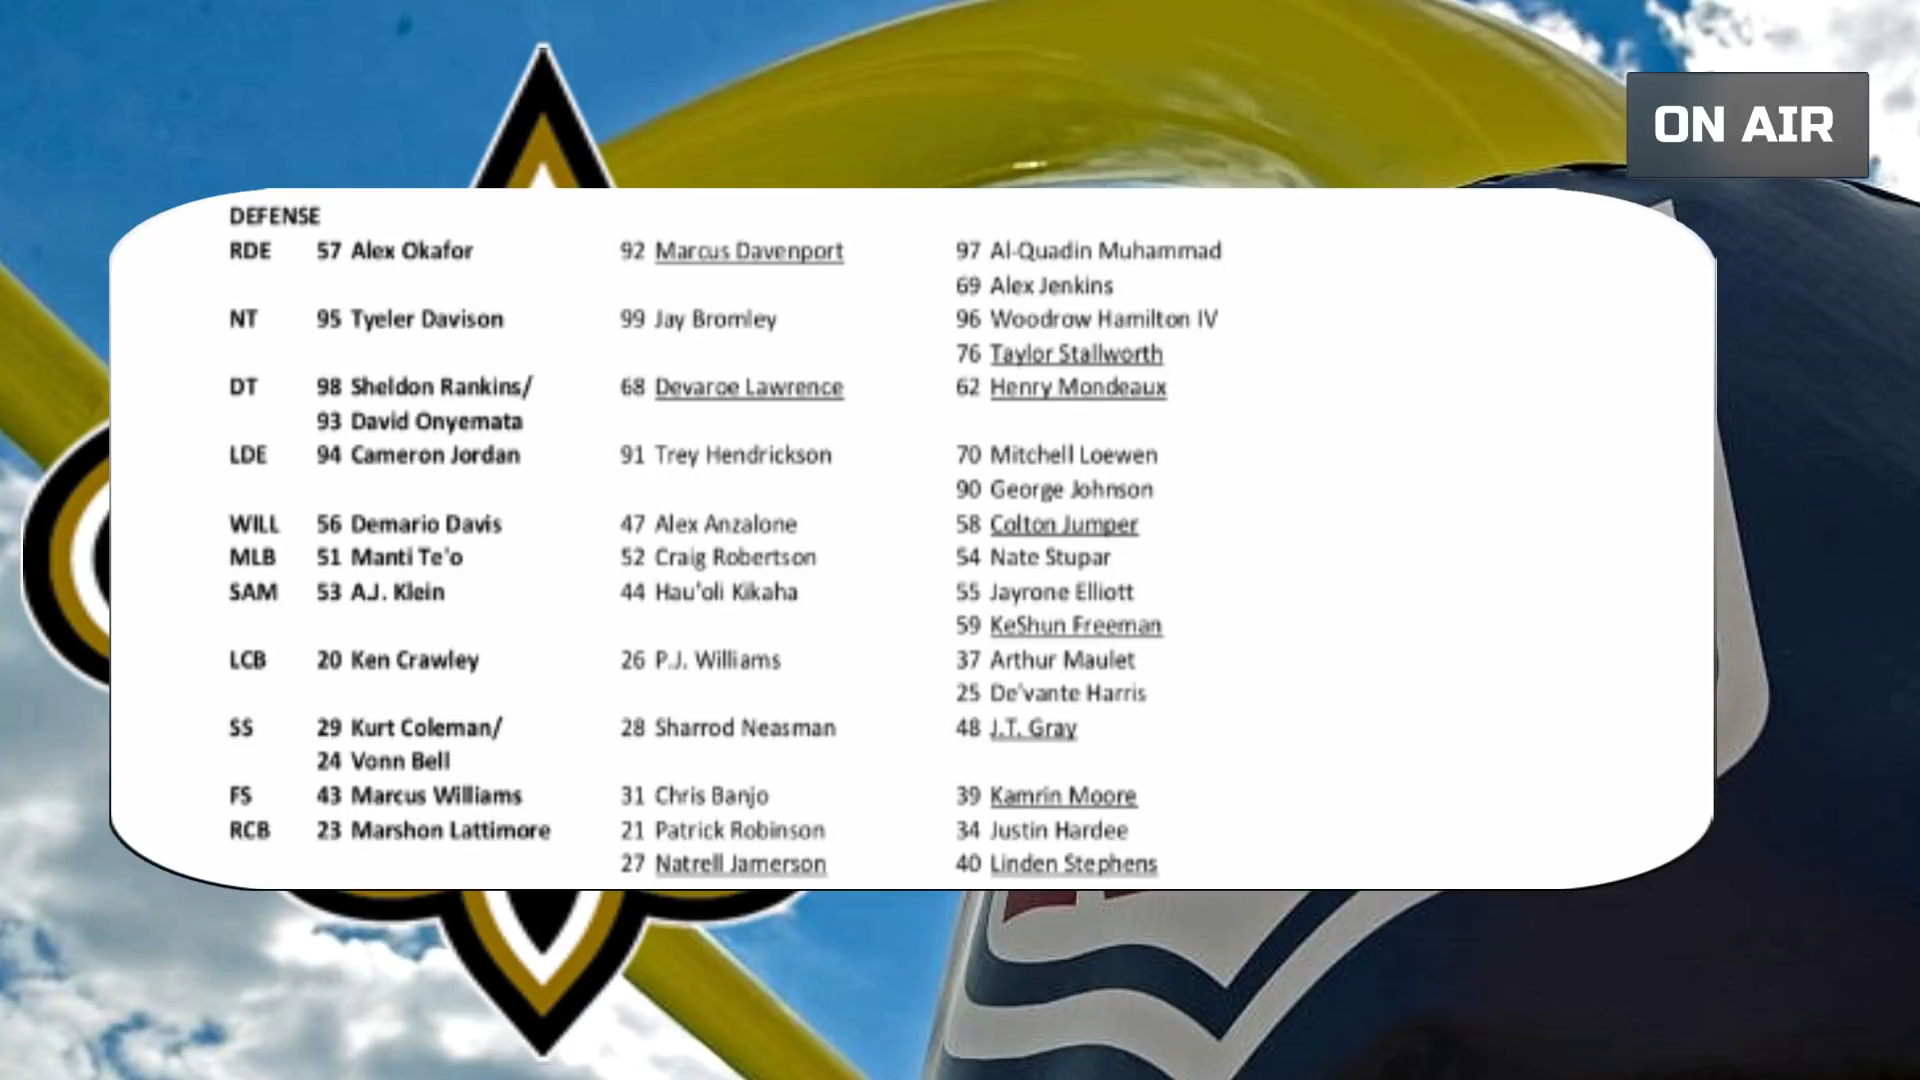 ON AIR
DEFENSE
RDE 57 Alex Okafor 92 Marcus Davenport 97 Al-Quadin Muhammad
69 Alex Jenkins
NT 95 Tyeler Davison 99 Jay Bromley 96 Woodrow Hamilton IV
76 Taylor Stallworth
DT 98 Sheldon Rankins/ 68 Devaroe Lawrence 62 Henry Mondeaux
93 David Onyemata
LDE 94 Cameron Jordan 91 Trey Hendrickson 70 Mitchell Loewen
90 George Johnson
WILL 56 Demario Davis 47 Alex Anzalone 58 Colton Jumper
MLB 51 Manti Te'o 52 Craig Robertson 54 Nate Stupar
SAM 53 A.J. Klein 44 Hau'oli Kikaha 55 Jayrone Elliott
59 KeShun Freeman
LCB 20 Ken Crawley 26 P.J. Williams 37 Arthur Maulet
25 De'vante Harris
SS 29 Kurt Coleman/ 28 Sharrod Neasman 48 J.T. Gray
24 Vonn Bell
FS 43 Marcus Williams 31 Chris Banjo 39 Kamrin Moore
RCB 23 Marshon Lattimore 21 Patrick Robinson 34 Justin Hardee
27 Natrell Jamerson 40 Linden Stephens